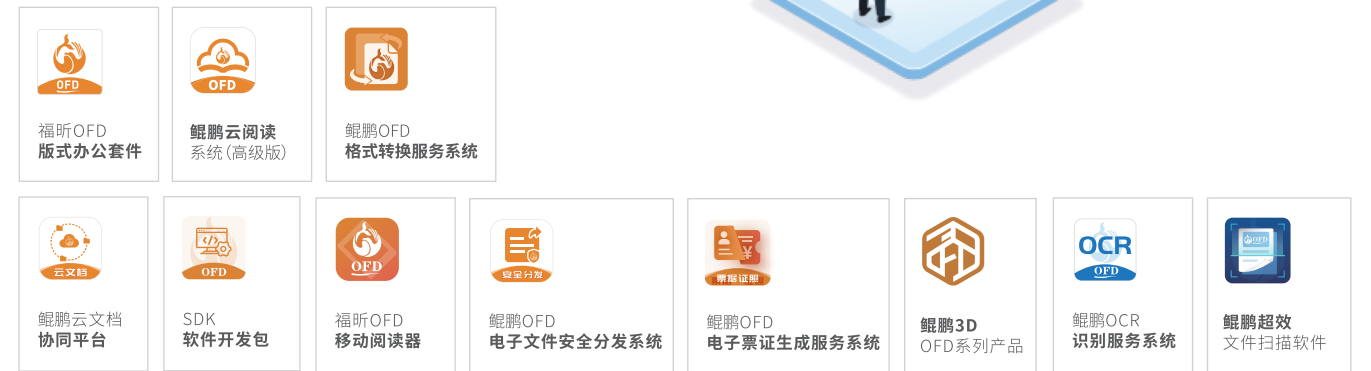 OFD
福昕OFD
版式办公套件
OFD
鲲鹏云阅读
系统(高级版)
鲲鹏OFD
格式转换服务系统
云文档
鲲鹏云文档
协同平台
</>
OFD
SDK
软件开发包
OFD
福昕OFD
移动阅读器
安全分发
鲲鹏OFD
电子文件安全分发系统
¥
票据证照
鲲鹏OFD
电子票证生成服务系统
鲲鹏3D
OFD系列产品
OCR
OFD
鲲鹏OCR
识别服务系统
OFD
鲲鹏超效
文件扫描软件